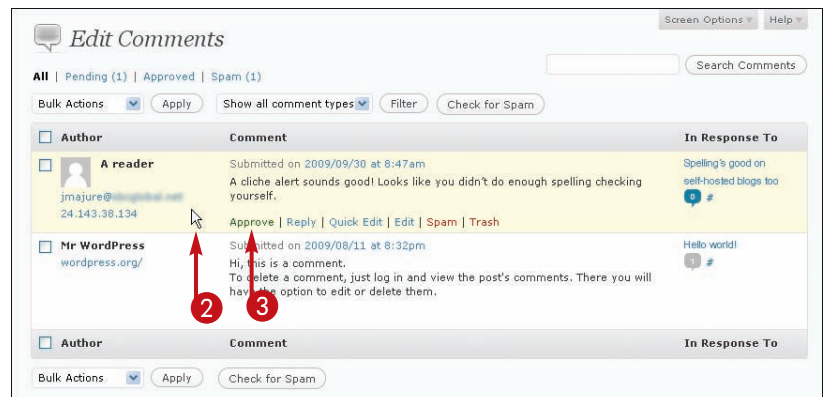 Screen Options Help
Edit Comments
Search Comments
All | Pending (1) | Approved | Spam (1)
Bulk Actions Apply Show all comment types Filter Check for Spam
Author Comment In Response To
A reader
jmajure@
24.143.38.134
Submitted on 2009/09/30 at 8:47am
A cliche alert sounds good! Looks like you didn't do enough spelling checking
yourself.
Approve | Reply | Quick Edit | Edit | Spam | Trash
Spelling's good on
self-hosted blogs too
0 #
Mr WordPress
wordpress.org/
Submitted on 2009/08/11 at 8:32pm
Hi, this is a comment.
To delete a comment, just log in and view the post's comments. There you will
have the option to edit or delete them.
Hello world!
1 #
2 3
Author Comment In Response To
Bulk Actions Apply Check for Spam